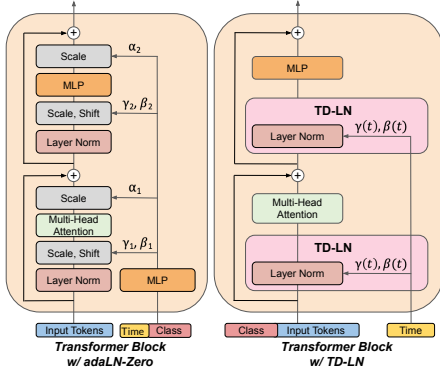 Scale
α₂
MLP
Scale, Shift
γ₂, β₂
Layer Norm
Scale
α₁
Multi-Head
Attention
Scale, Shift
γ₁, β₁
Layer Norm
MLP
Input Tokens
Time
Class
Transformer Block
w/ adaLN-Zero
MLP
TD-LN
Layer Norm
γ(t), β(t)
Multi-Head
Attention
TD-LN
Layer Norm
γ(t), β(t)
Class
Input Tokens
Time
Transformer Block
w/ TD-LN